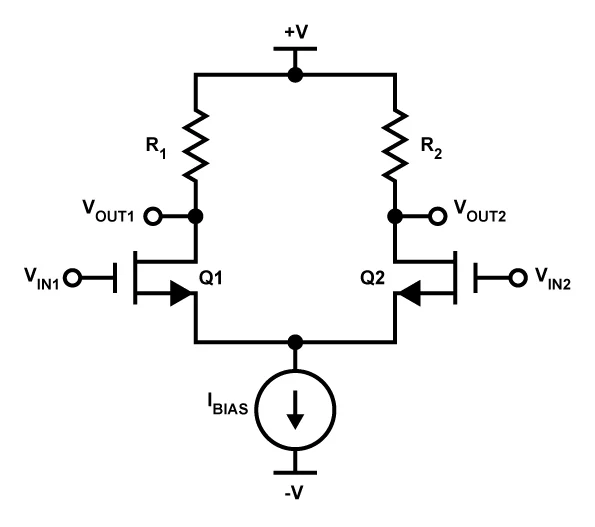 +V
R1 R2
VOUT1 VOUT2
VIN1 Q1 Q2 VIN2
IBIAS
-V